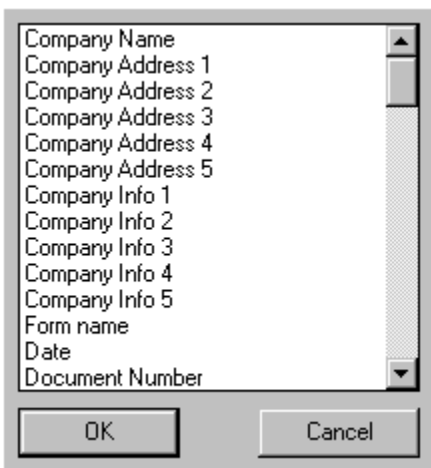 Company Name
Company Address 1
Company Address 2
Company Address 3
Company Address 4
Company Address 5
Company Info 1
Company Info 2
Company Info 3
Company Info 4
Company Info 5
Form name
Date
Document Number
OK
Cancel